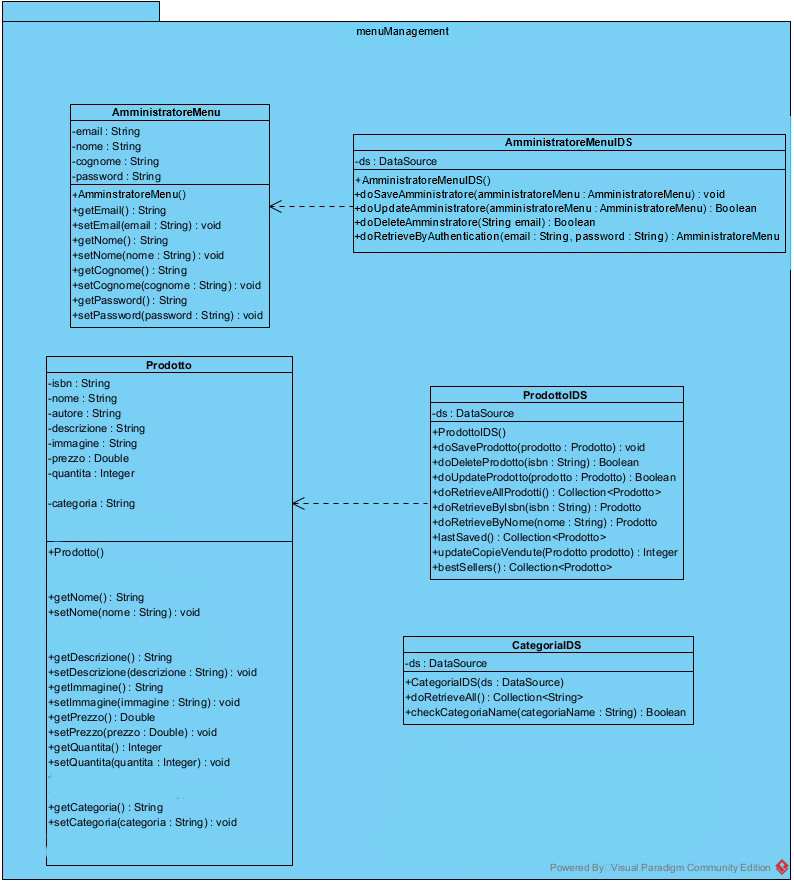 menuManagement
AmministratoreMenu
-email : String
-nome : String
-cognome : String
-password : String
+AmminstratoreMenu()
+getEmail() : String
+setEmail(email : String) : void
+getNome() : String
+setNome(nome : String) : void
+getCognome() : String
+setCognome(cognome : String) : void
+getPassword() : String
+setPassword(password : String) : void
AmministratoreMenuIDS
-ds : DataSource
+AmministratoreMenuIDS()
+doSaveAmministratore(amministratoreMenu : AmministratoreMenu) : void
+doUpdateAmministratore(amministratoreMenu : AmministratoreMenu) : Boolean
+doDeleteAmminstratore(String email) : Boolean
+doRetrieveByAuthentication(email : String, password : String) : AmministratoreMenu
Prodotto
-isbn : String
-nome : String
-autore : String
-descrizione : String
-immagine : String
-prezzo : Double
-quantita : Integer
-categoria : String
+Prodotto()
+getNome() : String
+setNome(nome : String) : void
+getDescrizione() : String
+setDescrizione(descrizione : String) : void
+getImmagine() : String
+setImmagine(immagine : String) : void
+getPrezzo() : Double
+setPrezzo(prezzo : Double) : void
+getQuantita() : Integer
+setQuantita(quantita : Integer) : void
+getCategoria() : String
+setCategoria(categoria : String) : void
ProdottoIDS
-ds : DataSource
+ProdottoIDS()
+doSaveProdotto(prodotto : Prodotto) : void
+doDeleteProdotto(isbn : String) : Boolean
+doUpdateProdotto(prodotto : Prodotto) : Boolean
+doRetrieveAllProdotti() : Collection<Prodotto>
+doRetrieveByIsbn(isbn : String) : Prodotto
+doRetrieveByNome(nome : String) : Prodotto
+lastSaved() : Collection<Prodotto>
+updateCopieVendute(Prodotto prodotto) : Integer
+bestSellers() : Collection<Prodotto>
CategoriaIDS
-ds : DataSource
+CategoriaIDS(ds : DataSource)
+doRetrieveAll() : Collection<String>
+checkCategoriaName(categoriaName : String) : Boolean
Powered By: Visual Paradigm Community Edition